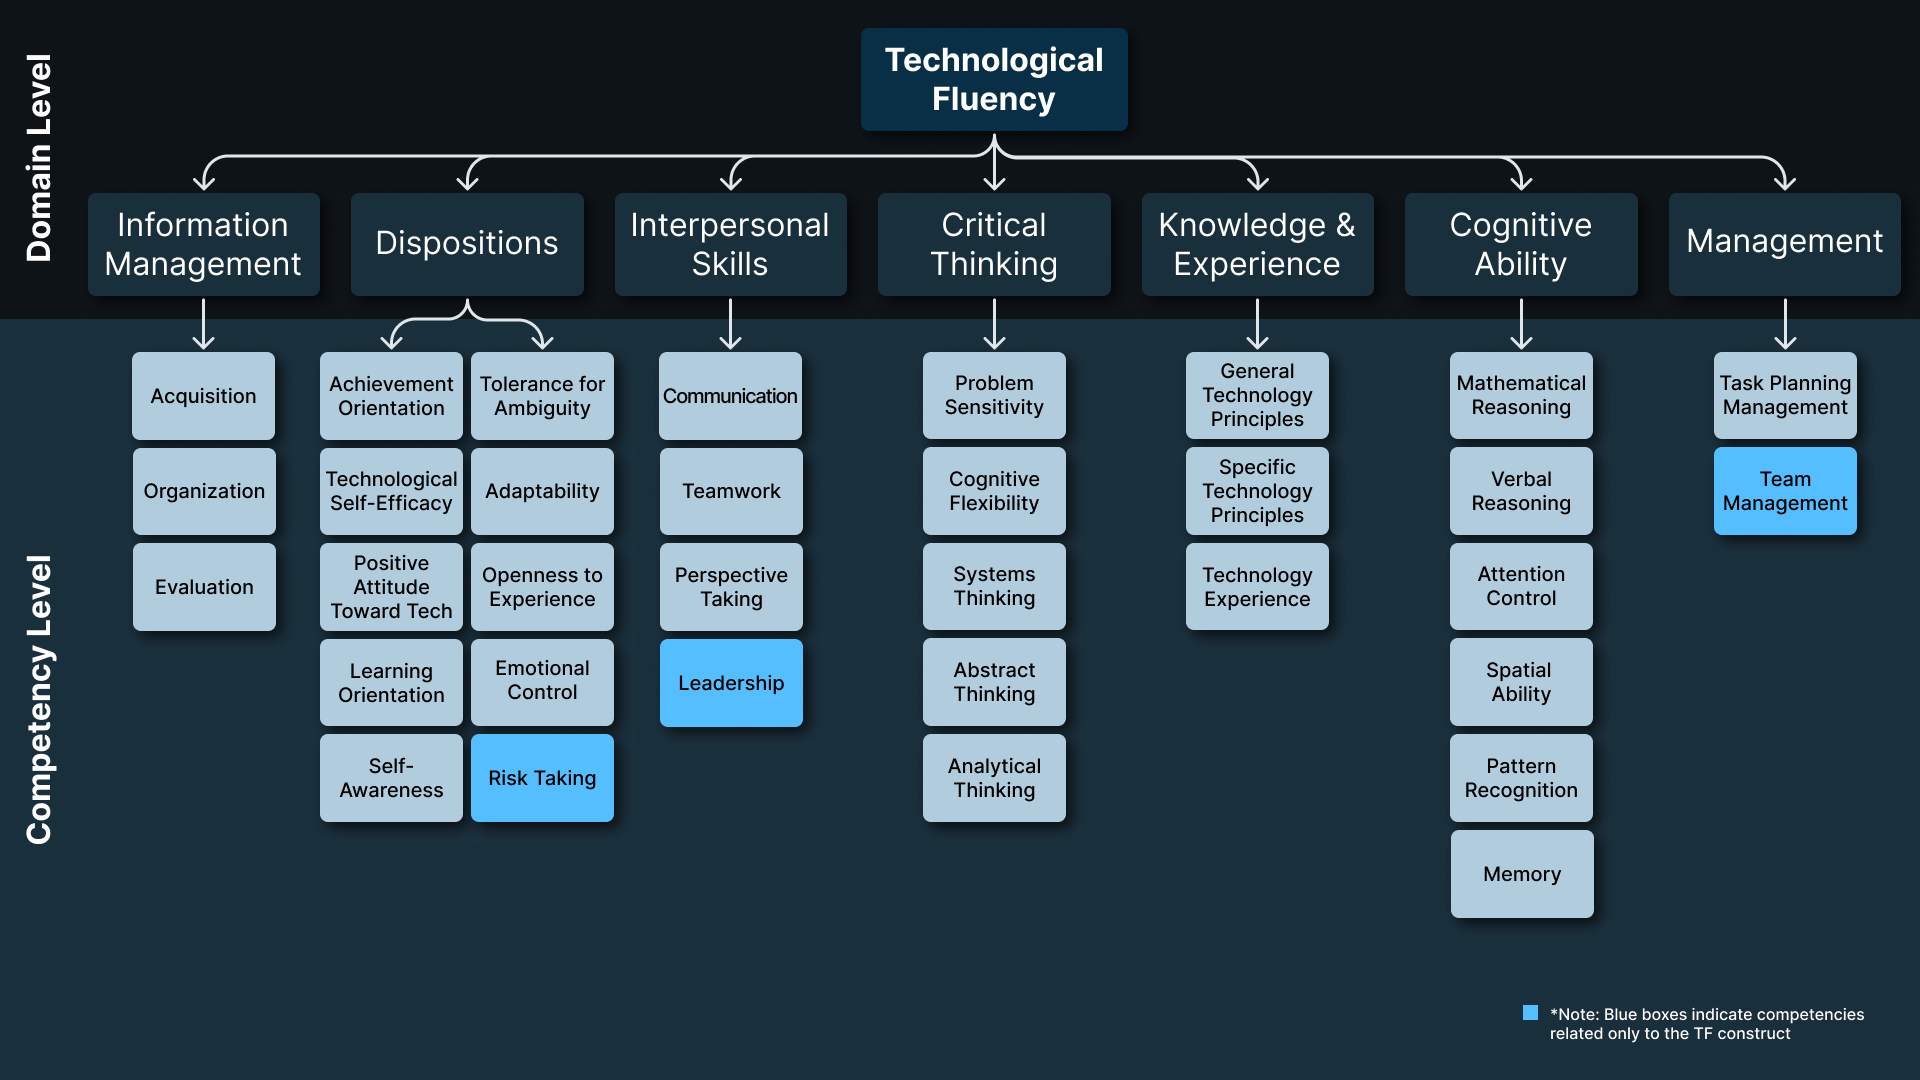 Technological
Fluency
Domain Level
Information
Management
Dispositions
Interpersonal
Skills
Critical
Thinking
Knowledge &
Experience
Cognitive
Ability
Management
Competency Level
Acquisition
Organization
Evaluation
Achievement
Orientation
Technological
Self-Efficacy
Positive
Attitude
Toward Tech
Learning
Orientation
Self-
Awareness
Tolerance for
Ambiguity
Adaptability
Openness to
Experience
Emotional
Control
Risk Taking
Communication
Teamwork
Perspective
Taking
Leadership
Problem
Sensitivity
Cognitive
Flexibility
Systems
Thinking
Abstract
Thinking
Analytical
Thinking
General
Technology
Principles
Specific
Technology
Principles
Technology
Experience
Mathematical
Reasoning
Verbal
Reasoning
Attention
Control
Spatial
Ability
Pattern
Recognition
Memory
Task Planning
Management
Team
Management
*Note: Blue boxes indicate competencies
related only to the TF construct